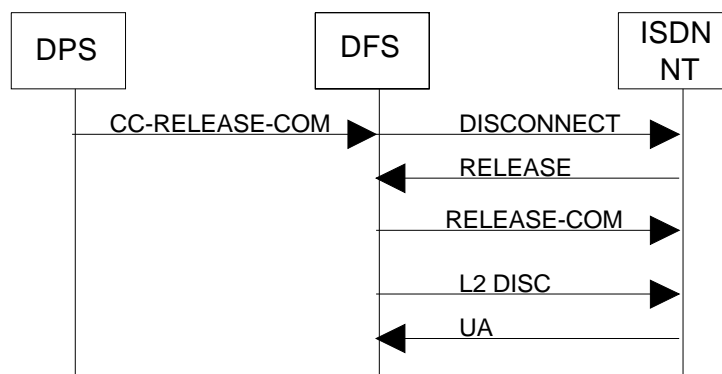 DPS
DFS
ISDN
NT
CC-RELEASE-COM
DISCONNECT
RELEASE
RELEASE-COM
L2 DISC
UA